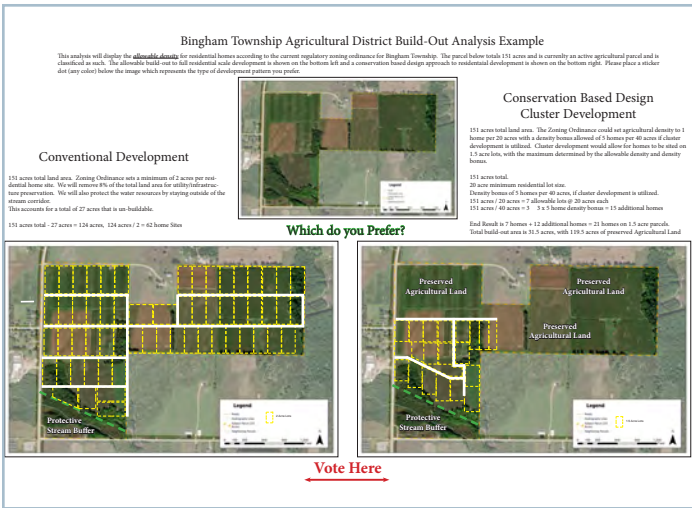 Bingham Township Agricultural District Build-Out Analysis Example
This analysis will display the allowable density for residential homes according to the current regulatory zoning ordinance for Bingham Township. The parcel below totals 151 acres and is currently an active agricultural parcel and is
classified as such. The allowable build-out to full residential scale development is shown on the bottom left and a conservation based design approach to residentaial development is shown on the bottom right. Please place a sticker
dot (any color) below the image which represents the type of development pattern you prefer.
Conventional Development
151 acres total land area. Zoning Ordinance sets a minimum of 2 acres per resi-
dential home site. We will remove 8% of the total land area for utility/infrastruc-
ture preservation. We will also protect the water resources by staying outside of the
stream corridor.
This accounts for a total of 27 acres that is un-buildable.
151 acres total - 27 acres = 124 acres, 124 acres / 2 = 62 home Sites
Conservation Based Design
Cluster Development
151 acres total land area. The Zoning Ordinance could set agricultural density to 1
home per 20 acres with a density bonus allowed of 5 homes per 40 acres if cluster
development is utilized. Cluster development would allow for homes to be sited on
1.5 acre lots, with the maximum determined by the allowable density and density
bonus.
151 acres total.
20 acre minimum residential lot size.
Density bonus of 5 homes per 40 acres, if cluster development is utilized.
151 acres / 20 acre = 7 allowable lots @ 20 acres each
151 acres / 40 acres = 3 3 x 5 home density bonus = 15 additional homes
End Result is 7 homes + 12 additional homes = 21 homes on 1.5 acre parcels.
Total build-out area is 31.5 acres, with 119.5 acres of preserved Agricultural Land
Which do you Prefer?
Protective
Stream Buffer
Legend
Preserved
Agricultural Land
Preserved
Agricultural Land
Preserved
Agricultural Land
Protective
Stream Buffer
Legend
Vote Here